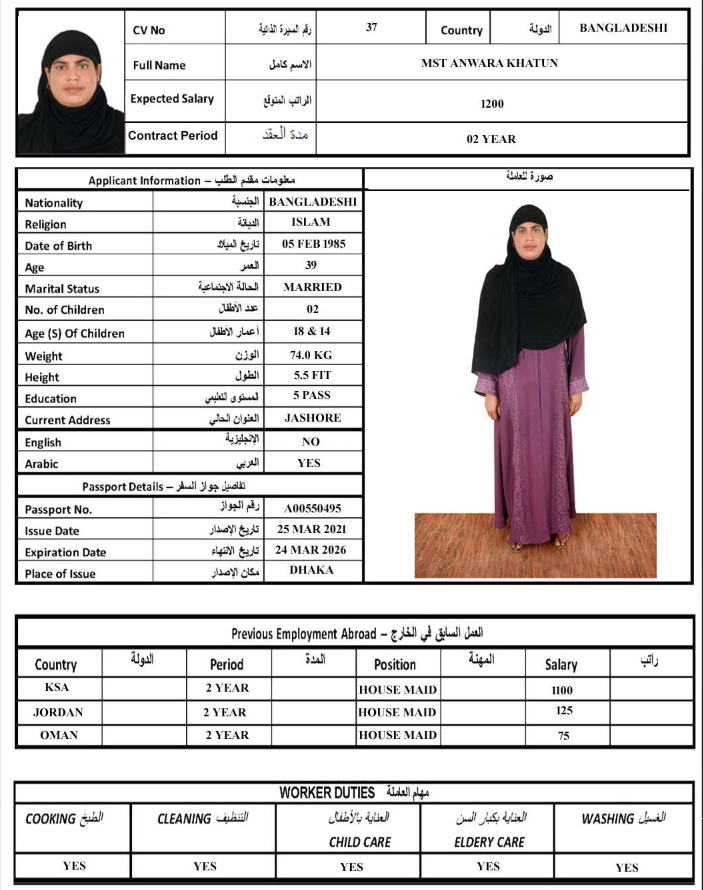 CV No رقم السيرة الذاتية 37 Country الدولة BANGLADESHI
Full Name الاسم كامل MST ANWARA KHATUN
Expected Salary الراتب المتوقع 1200
Contract Period مدة العقد 02 YEAR
Applicant Information – معلومات مقدم الطلب
صورة للعاملة
Nationality الجنسية BANGLADESHI
Religion الديانة ISLAM
Date of Birth تاريخ الميلاد 05 FEB 1985
Age العمر 39
Marital Status الحالة الاجتماعية MARRIED
No. of Children عدد الأطفال 02
Age (S) Of Children أعمار الأطفال 18 & 14
Weight الوزن 74.0 KG
Height الطول 5.5 FIT
Education المستوى التعليمي 5 PASS
Current Address العنوان الحالي JASHORE
English الإنجليزية NO
Arabic العربي YES
Passport Details – تفاصيل جواز السفر
Passport No. رقم الجواز A00550495
Issue Date تاريخ الإصدار 25 MAR 2021
Expiration Date تاريخ الانتهاء 24 MAR 2026
Place of Issue مكان الإصدار DHAKA
Previous Employment Abroad – العمل السابق في الخارج
Country الدولة Period المدة Position المهنة Salary راتب
KSA 2 YEAR HOUSE MAID 1100
JORDAN 2 YEAR HOUSE MAID 125
OMAN 2 YEAR HOUSE MAID 75
WORKER DUTIES مهام العاملة
COOKING الطبخ CLEANING التنظيف العناية بالأطفال العناية بكبار السن WASHING الغسيل
CHILD CARE ELDERY CARE
YES YES YES YES YES